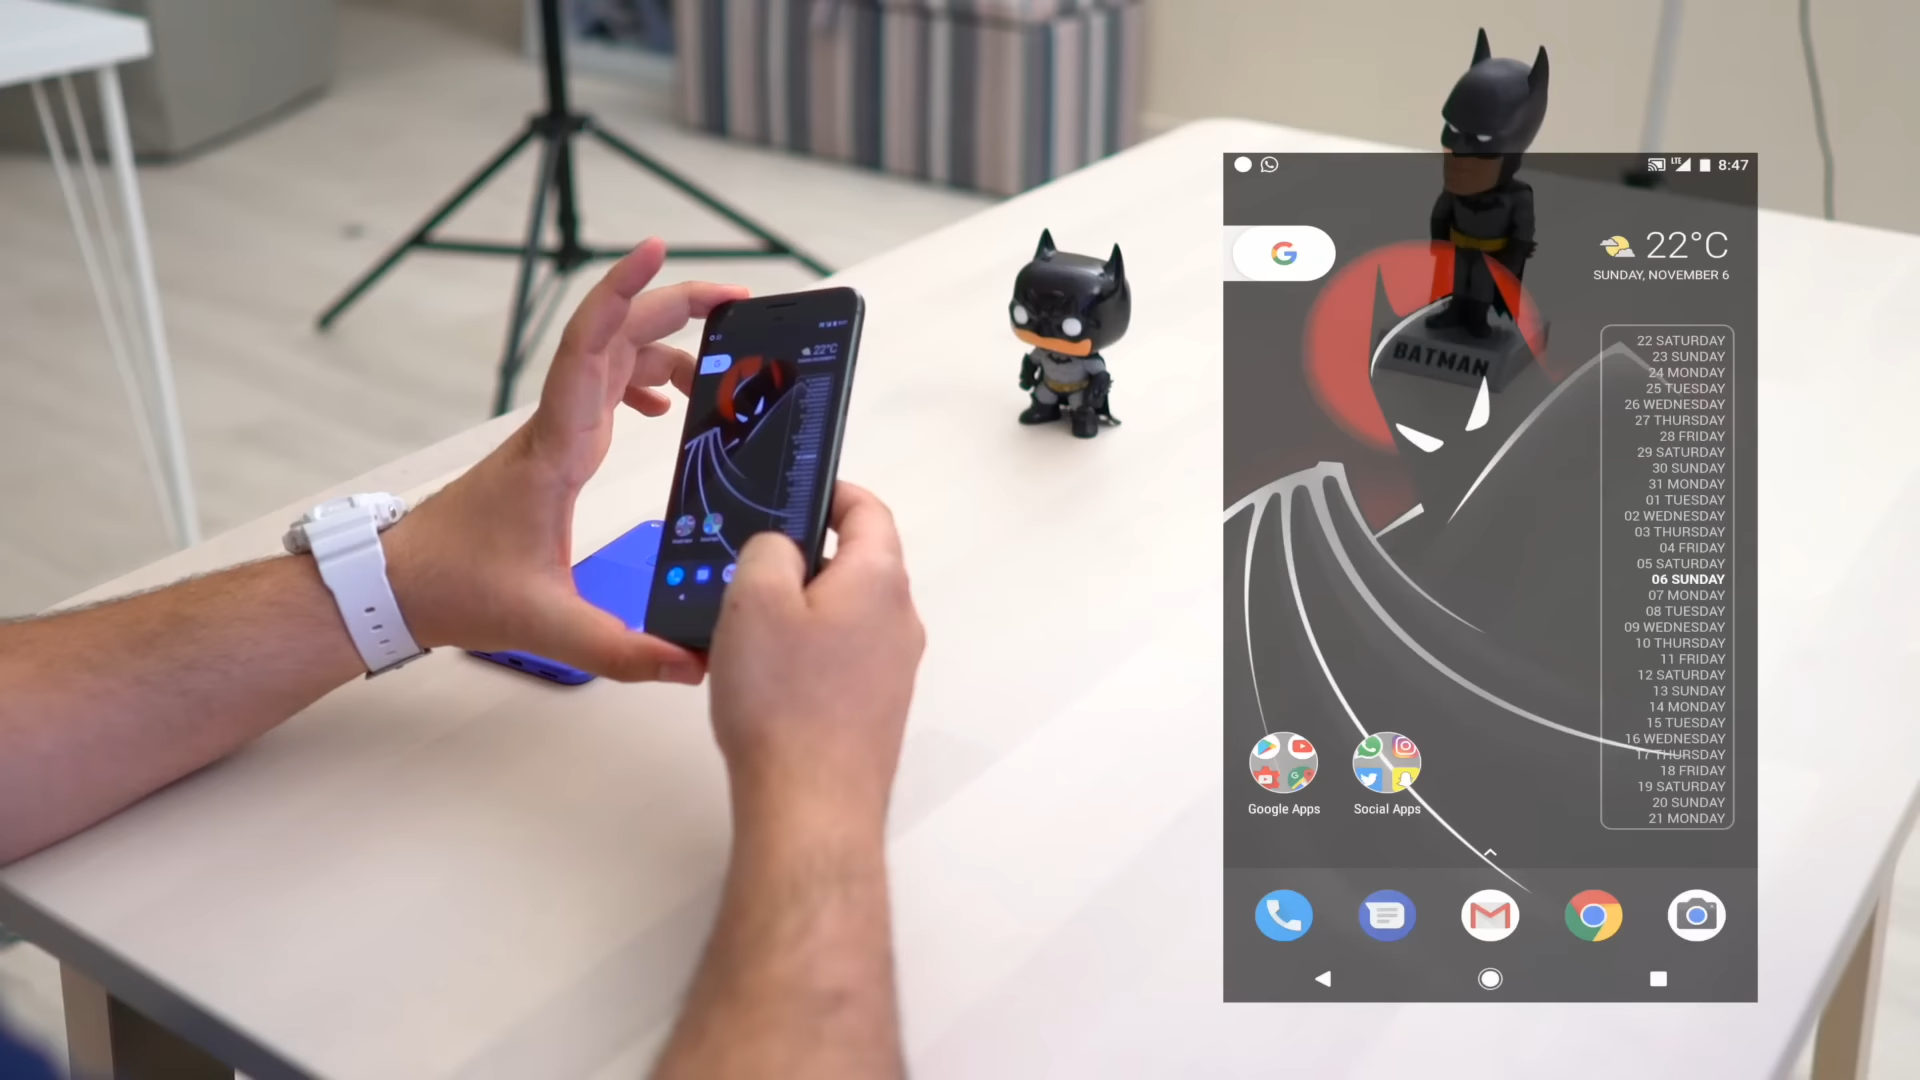 LTE 8:47
G 22°C
SUNDAY, NOVEMBER 6
BATMAN
22 SATURDAY
23 SUNDAY
24 MONDAY
25 TUESDAY
26 WEDNESDAY
27 THURSDAY
28 FRIDAY
29 SATURDAY
30 SUNDAY
31 MONDAY
01 TUESDAY
02 WEDNESDAY
03 THURSDAY
04 FRIDAY
05 SATURDAY
06 SUNDAY
07 MONDAY
08 TUESDAY
09 WEDNESDAY
10 THURSDAY
11 FRIDAY
12 SATURDAY
13 SUNDAY
14 MONDAY
15 TUESDAY
16 WEDNESDAY
17 THURSDAY
18 FRIDAY
19 SATURDAY
20 SUNDAY
21 MONDAY
Google Apps Social Apps
22°C